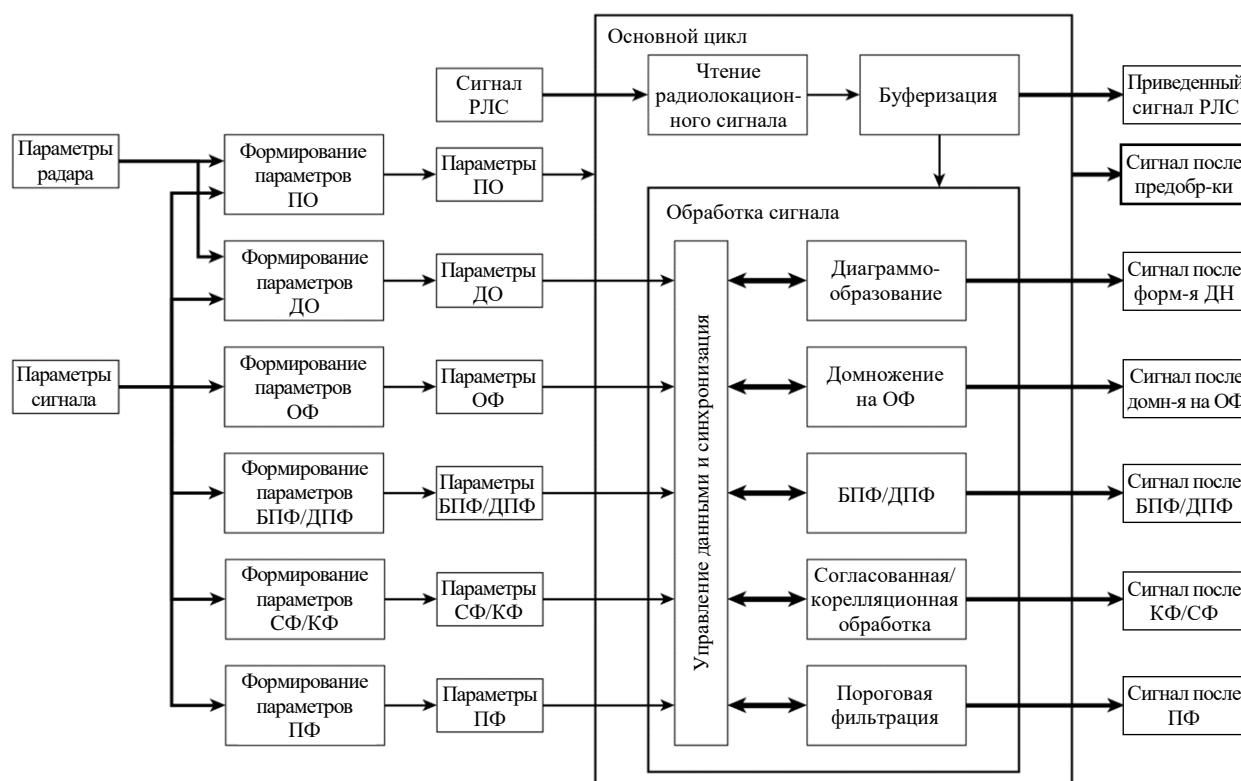 Основной цикл
Сигнал
РЛС
Чтение
радиолокацион-
ного сигнала
Буферизация
Приведенный
сигнал РЛС
Параметры
радара
Формирование
параметров
ПО
Параметры
ПО
Сигнал после
предобр-ки
Обработка сигнала
Управление данными и синхронизация
Формирование
параметров
ДО
Параметры
ДО
Диаграммо-
образование
Сигнал после
форм-я ДН
Параметры
сигнала
Формирование
параметров
ОФ
Параметры
ОФ
Домножение
на ОФ
Сигнал после
домн-я на ОФ
Формирование
параметров
БПФ/ДПФ
Параметры
БПФ/ДПФ
БПФ/ДПФ
Сигнал после
БПФ/ДПФ
Формирование
параметров
СФ/КФ
Параметры
СФ/КФ
Согласованная/
корелляционная
обработка
Сигнал после
КФ/СФ
Формирование
параметров
ПФ
Параметры
ПФ
Пороговая
фильтрация
Сигнал после
ПФ